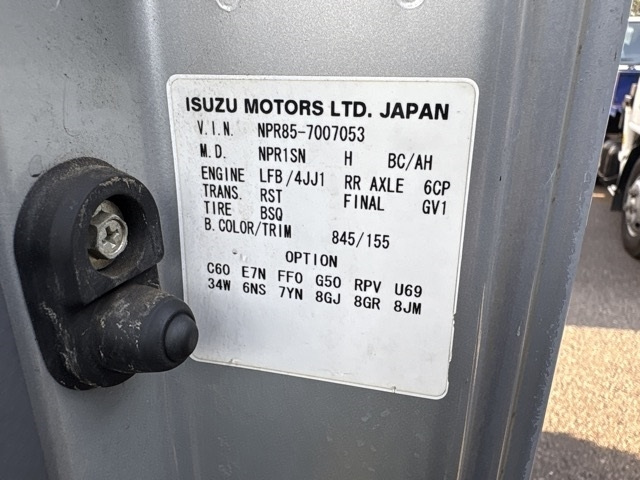 ISUZU MOTORS LTD. JAPAN
V.I.N. NPR85-7007053
M.D. NPR1SN H BC/AH
ENGINE LFB/4JJ1 RR AXLE 6CP
TRANS. RST FINAL GV1
TIRE BSQ
B.COLOR/TRIM 845/155
OPTION
C60 E7N FF0 G50 RPV U69
34W 6NS 7YN 8GJ 8GR 8JM